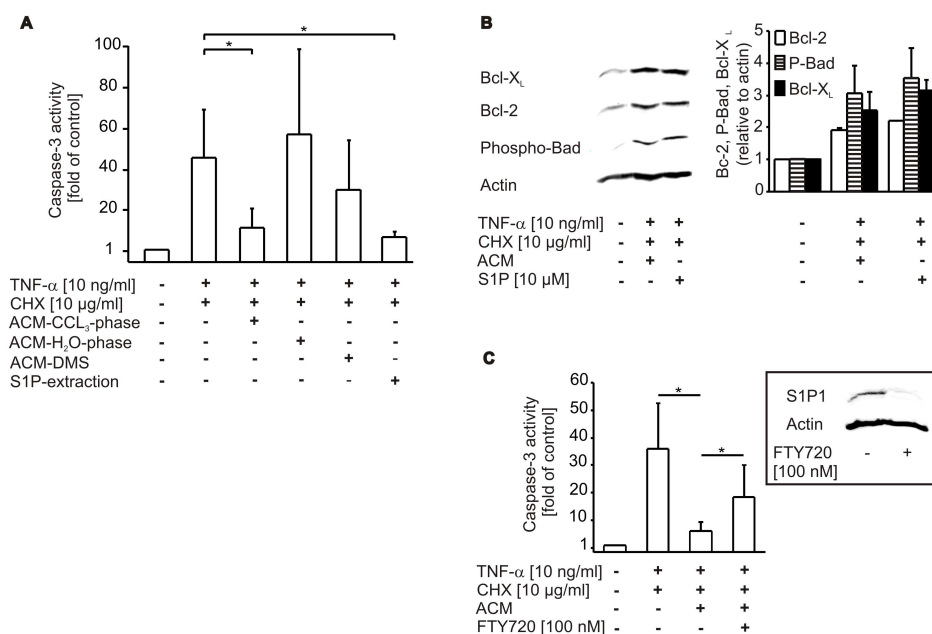 A
Caspase-3 activity
[fold of control]
100
80
60
40
20
1
*
*
TNF-α [10 ng/ml] - + + + + +
CHX [10 µg/ml] - + + + + +
ACM-CCL3-phase - - + - - -
ACM-H2O-phase - - - + - -
ACM-DMS - - - - + -
S1P-extraction - - - - - +
B
Bcl-XL
Bcl-2
Phospho-Bad
Actin
TNF-α [10 ng/ml] - + +
CHX [10 µg/ml] - + +
ACM - + -
S1P [10 µM] - - +
Bc-2, P-Bad, Bcl-XL
(relative to actin)
5
4
3
2
1
0
Bcl-2
P-Bad
Bcl-XL
- + +
- + +
- + -
- - +
C
Caspase-3 activity
[fold of control]
60
40
30
20
10
1
*
*
TNF-α [10 ng/ml] - + + +
CHX [10 µg/ml] - + + +
ACM - - + +
FTY720 [100 nM] - - - +
S1P1
Actin
FTY720 - +
[100 nM]